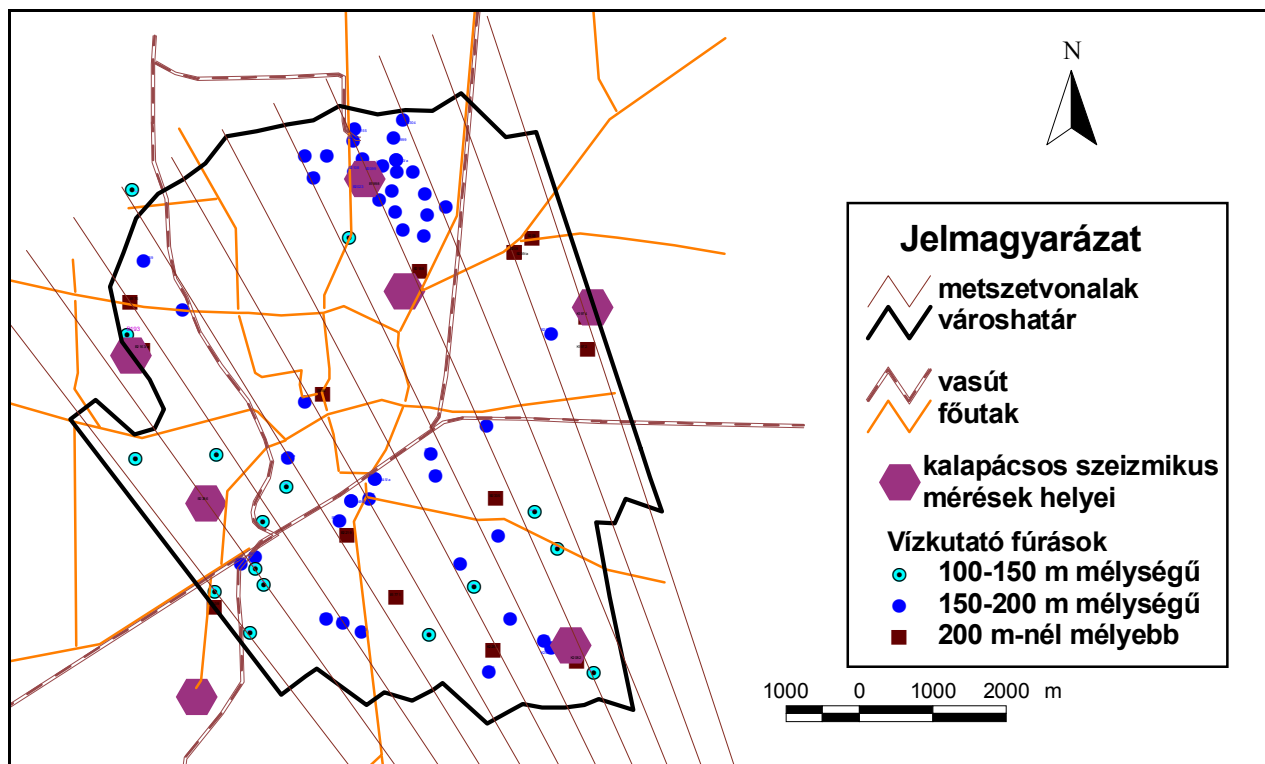 N
Jelmagyarázat
metszetvonalak
városhatár
vasút
főutak
kalapácsos szeizmikus
mérések helyei
Vízkutató fúrások
100-150 m mélységű
150-200 m mélységű
200 m-nél mélyebb
1000 0 1000 2000 m